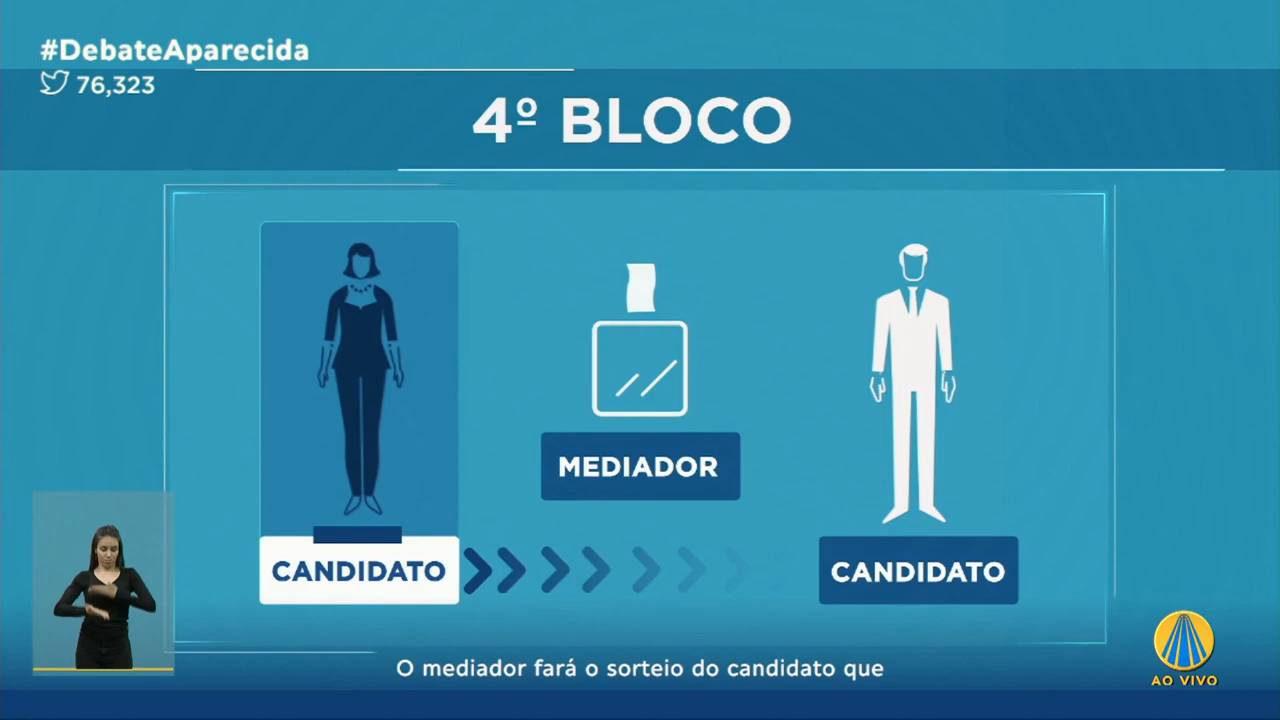 #DebateAparecida
76,323
4º BLOCO
MEDIADOR
CANDIDATO
CANDIDATO
O mediador fará o sorteio do candidato que
AO VIVO